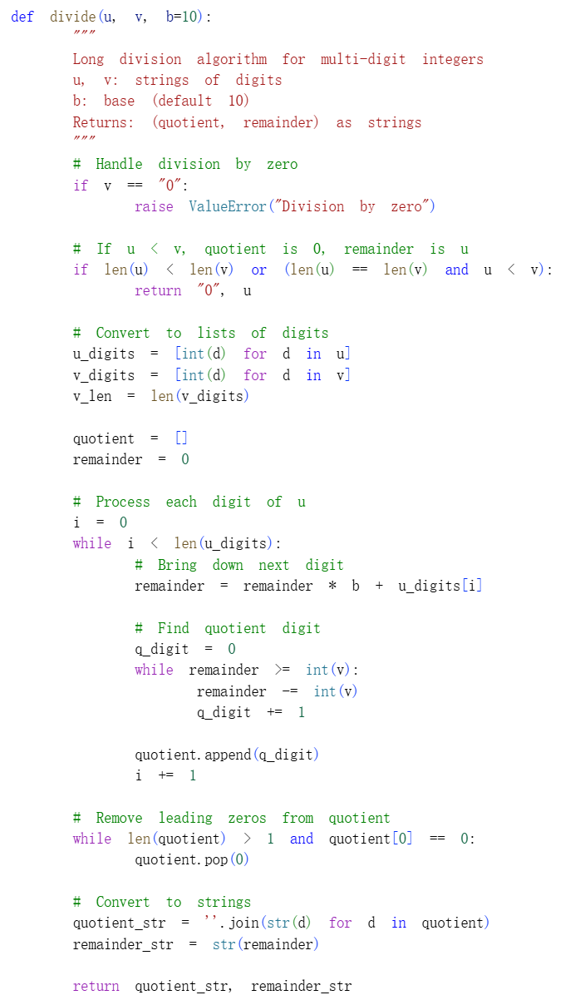 def divide(u, v, b=10):
    """
    Long division algorithm for multi-digit integers
    u, v: strings of digits
    b: base (default 10)
    Returns: (quotient, remainder) as strings
    """
    # Handle division by zero
    if v == "0":
        raise ValueError("Division by zero")

    # If u < v, quotient is 0, remainder is u
    if len(u) < len(v) or (len(u) == len(v) and u < v):
        return "0", u

    # Convert to lists of digits
    u_digits = [int(d) for d in u]
    v_digits = [int(d) for d in v]
    v_len = len(v_digits)

    quotient = []
    remainder = 0

    # Process each digit of u
    i = 0
    while i < len(u_digits):
        # Bring down next digit
        remainder = remainder * b + u_digits[i]

        # Find quotient digit
        q_digit = 0
        while remainder >= int(v):
            remainder -= int(v)
            q_digit += 1

        quotient.append(q_digit)
        i += 1

    # Remove leading zeros from quotient
    while len(quotient) > 1 and quotient[0] == 0:
        quotient.pop(0)

    # Convert to strings
    quotient_str = ''.join(str(d) for d in quotient)
    remainder_str = str(remainder)

    return quotient_str, remainder_str